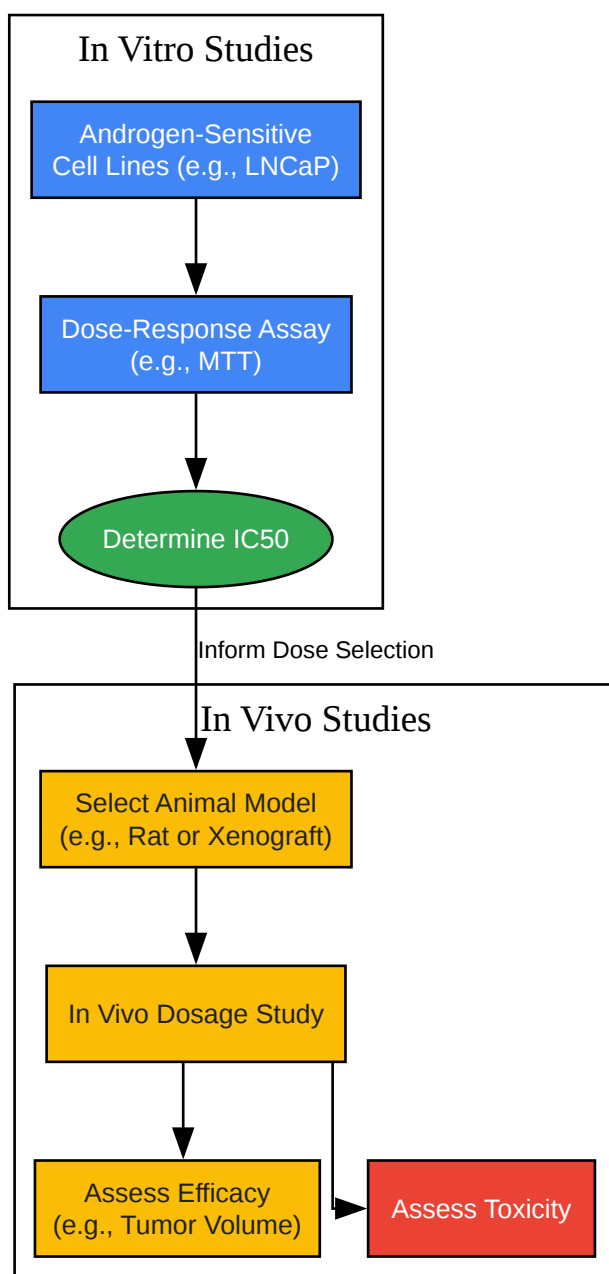 In Vitro Studies
Androgen-Sensitive
Cell Lines (e.g., LNCaP)
Dose-Response Assay
(e.g., MTT)
Determine IC50
Inform Dose Selection
In Vivo Studies
Select Animal Model
(e.g., Rat or Xenograft)
In Vivo Dosage Study
Assess Efficacy
(e.g., Tumor Volume)
Assess Toxicity